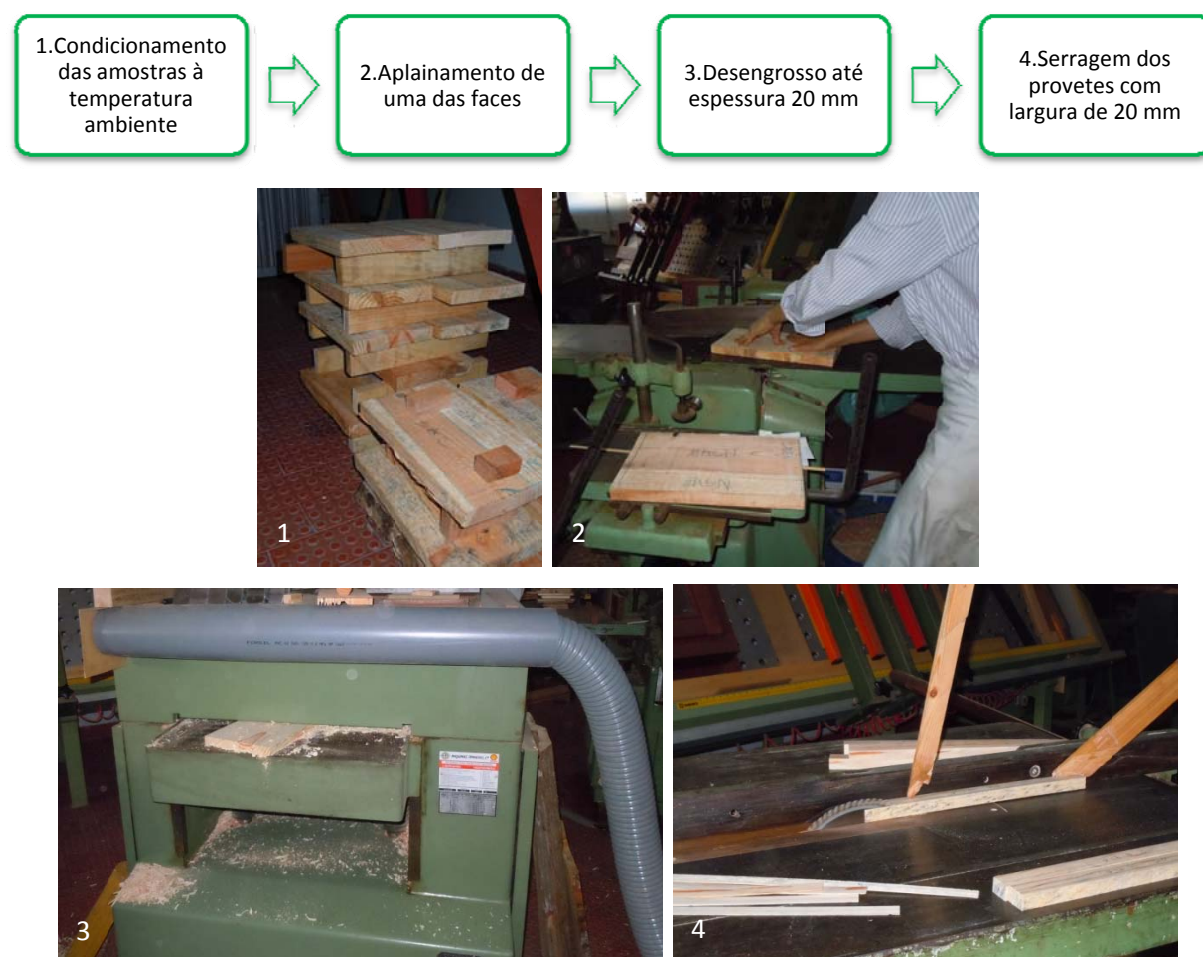 1.Condicionamento
das amostras à
temperatura
ambiente
2.Aplainamento de
uma das faces
3.Desengrosso até
espessura 20 mm
4.Serragem dos
provetes com
largura de 20 mm
1
2
3
4